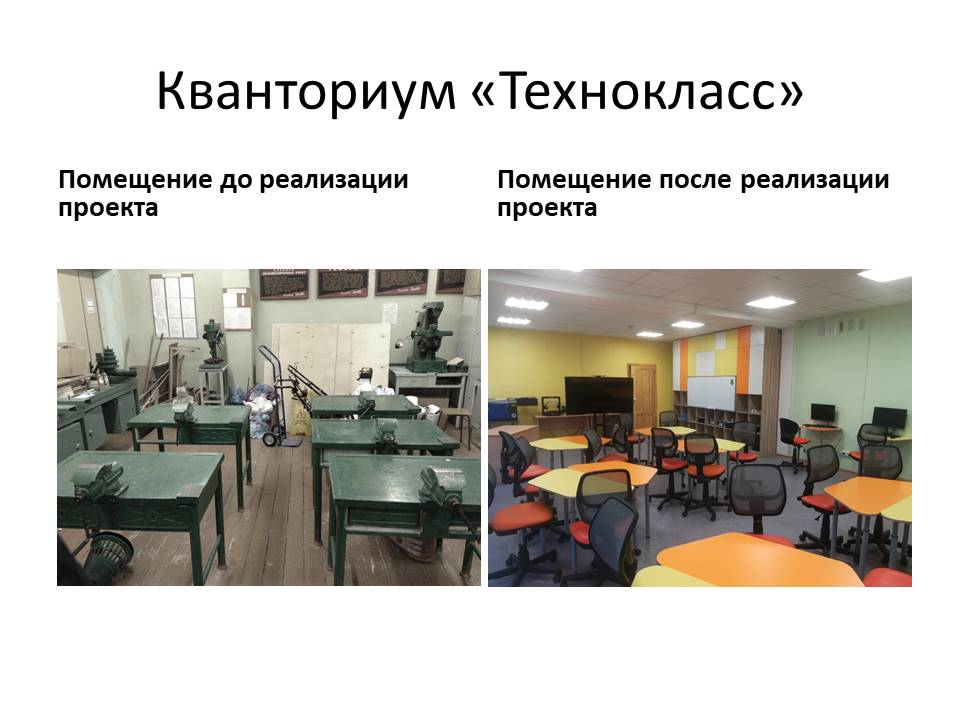 Кванториум «Технокласс»
Помещение до реализации
проекта
Помещение после реализации
проекта